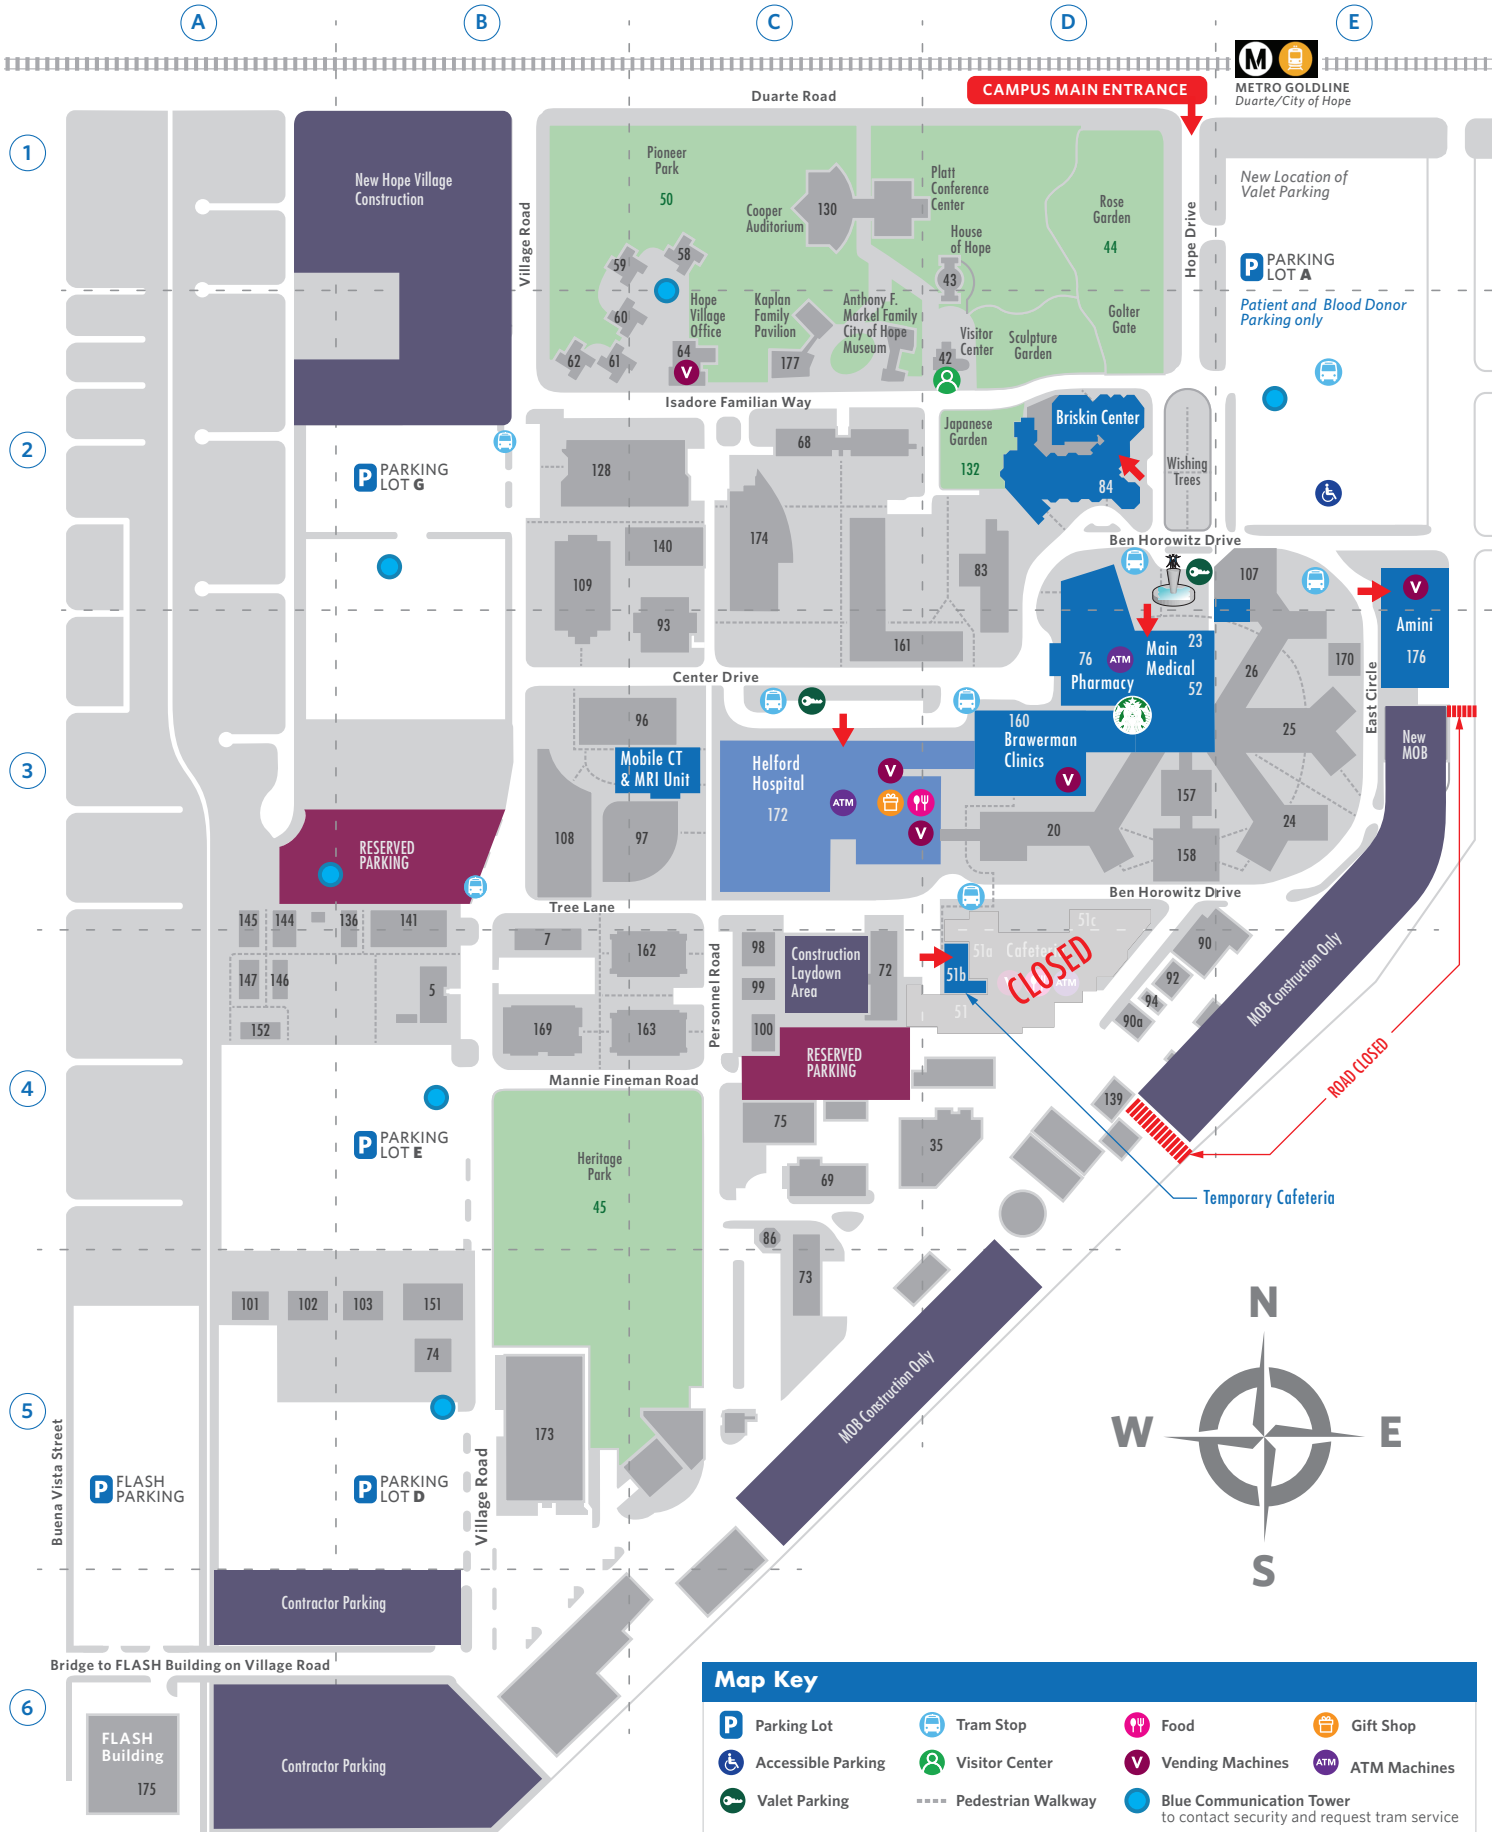 A
B
C
D
E
M
METRO GOLDLINE
Duarte/City of Hope
CAMPUS MAIN ENTRANCE
Duarte Road
1
New Hope Village
Construction
Village Road
Pioneer
Park
50
Cooper
Auditorium
130
Platt
Conference
Center
House
of Hope
43
Rose
Garden
44
Hope Drive
New Location of
Valet Parking
P PARKING
LOT A
Patient and Blood Donor
Parking only
59
58
60
62
61
Hope
Village
Office
64
V
Kaplan
Family
Pavilion
177
Anthony F.
Markel Family
City of Hope
Museum
Visitor
Center
42
Sculpture
Garden
Golter
Gate
Isadore Familian Way
2
P PARKING
LOT G
128
68
Japanese
Garden
132
Briskin Center
84
Wishing
Trees
Ben Horowitz Drive
140
174
109
93
83
161
107
V
Amini
176
23
Main
Medical
52
76
ATM
Pharmacy
26
170
East Circle
Center Drive
3
96
Mobile CT
& MRI Unit
108
97
Helford
Hospital
172
V
ATM
V
160
Brawerman
Clinics
V
25
New
MOB
157
20
24
158
RESERVED
PARKING
Tree Lane
Ben Horowitz Drive
145
144
136
141
147
146
5
152
7
162
169
163
Personnel Road
98
99
100
Construction
Laydown
Area
72
51a
51b
51c
51
Cafeteria
ATM
CLOSED
90
92
94
90a
MOB Construction Only
RESERVED
PARKING
4
Mannie Fineman Road
P PARKING
LOT E
Heritage
Park
45
75
69
35
139
ROAD CLOSED
Temporary Cafeteria
86
73
101
102
103
151
74
5
Buena Vista Street
P FLASH
PARKING
P PARKING
LOT D
Village Road
173
MOB Construction Only
N
W
E
S
Contractor Parking
Bridge to FLASH Building on Village Road
6
FLASH
Building
175
Contractor Parking
Map Key
P Parking Lot
Tram Stop
Food
Gift Shop
Accessible Parking
Visitor Center
V Vending Machines
ATM ATM Machines
Valet Parking
Pedestrian Walkway
Blue Communication Tower
to contact security and request tram service